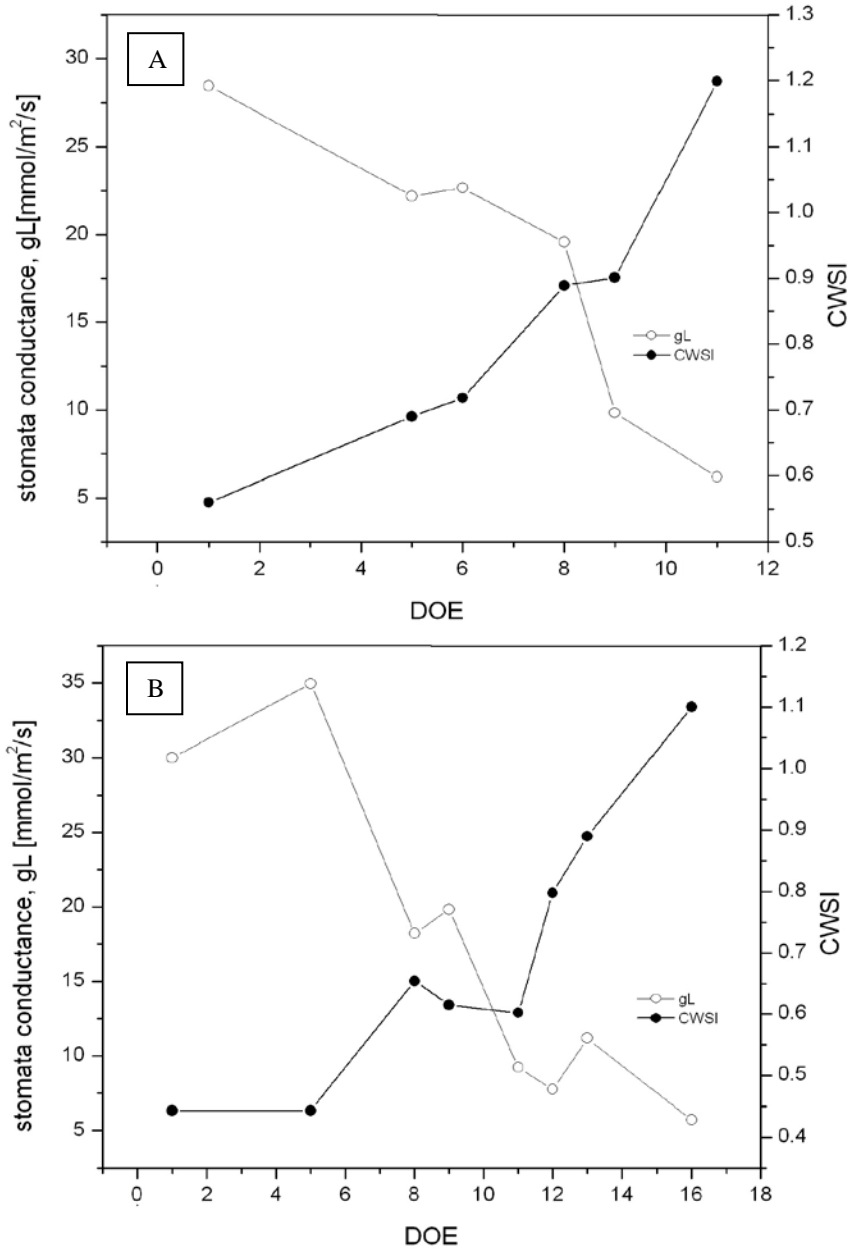 A
stomata conductance, gL[mmol/m²/s]
30
25
20
15
10
5
1.3
1.2
1.1
1.0
0.9
0.8
0.7
0.6
0.5
CWSI
gL
CWSI
0 2 4 6 8 10 12
DOE
B
stomata conductance, gL [mmol/m²/s]
35
30
25
20
15
10
5
1.2
1.1
1.0
0.9
0.8
0.7
0.6
0.5
0.4
CWSI
gL
CWSI
0 2 4 6 8 10 12 14 16 18
DOE